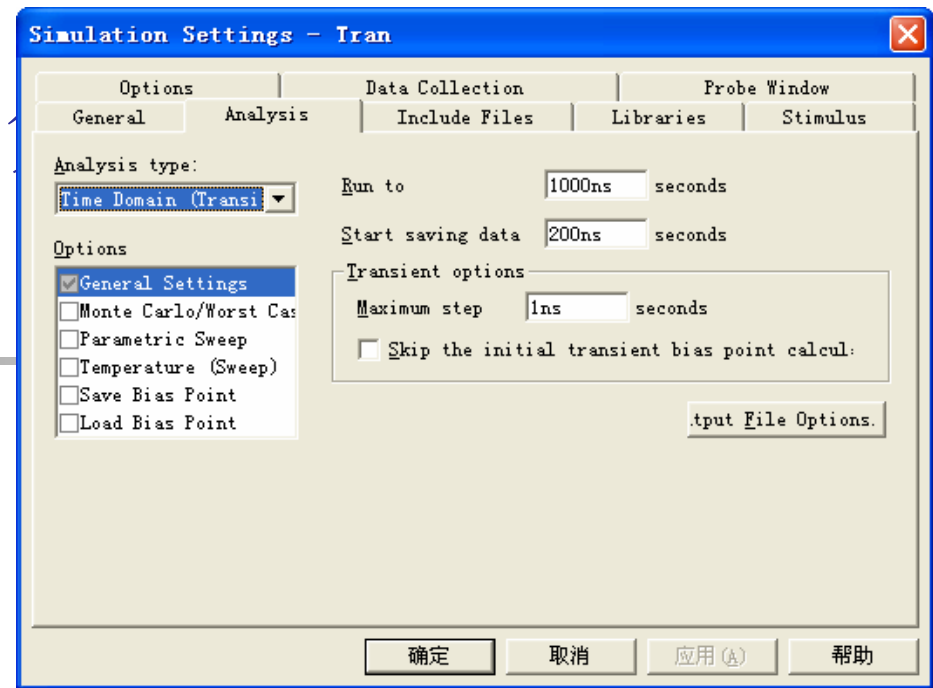 Simulation Settings - Tran
Options
Data Collection
Probe Window
General
Analysis
Include Files
Libraries
Stimulus
Analysis type:
Time Domain (Transi
Options
General Settings
Monte Carlo/Worst Cas
Parametric Sweep
Temperature (Sweep)
Save Bias Point
Load Bias Point
Run to 1000ns seconds
Start saving data 200ns seconds
Transient options
Maximum step 1ns seconds
Skip the initial transient bias point calcul
.tput File Options.
确定
取消
应用(A)
帮助